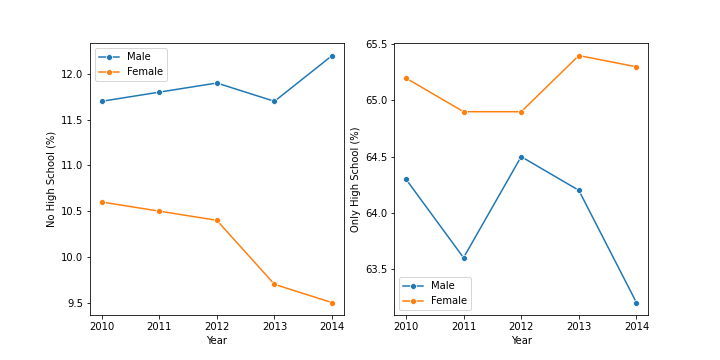 No High School (%)
12.0
11.5
11.0
10.5
10.0
9.5
Male
Female
2010 2011 2012 2013 2014
Year
Only High School (%)
65.5
65.0
64.5
64.0
63.5
Male
Female
2010 2011 2012 2013 2014
Year